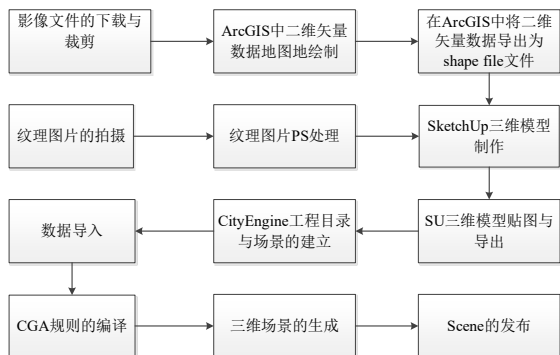 影像文件的下载与
裁剪
ArcGIS中二维矢量
数据地图地绘制
在ArcGIS中将二维
矢量数据导出为
shape file文件
纹理图片的拍摄
纹理图片PS处理
SketchUp三维模型
制作
数据导入
CityEngine工程目录
与场景的建立
SU三维模型贴图与
导出
CGA规则的编译
三维场景的生成
Scene的发布